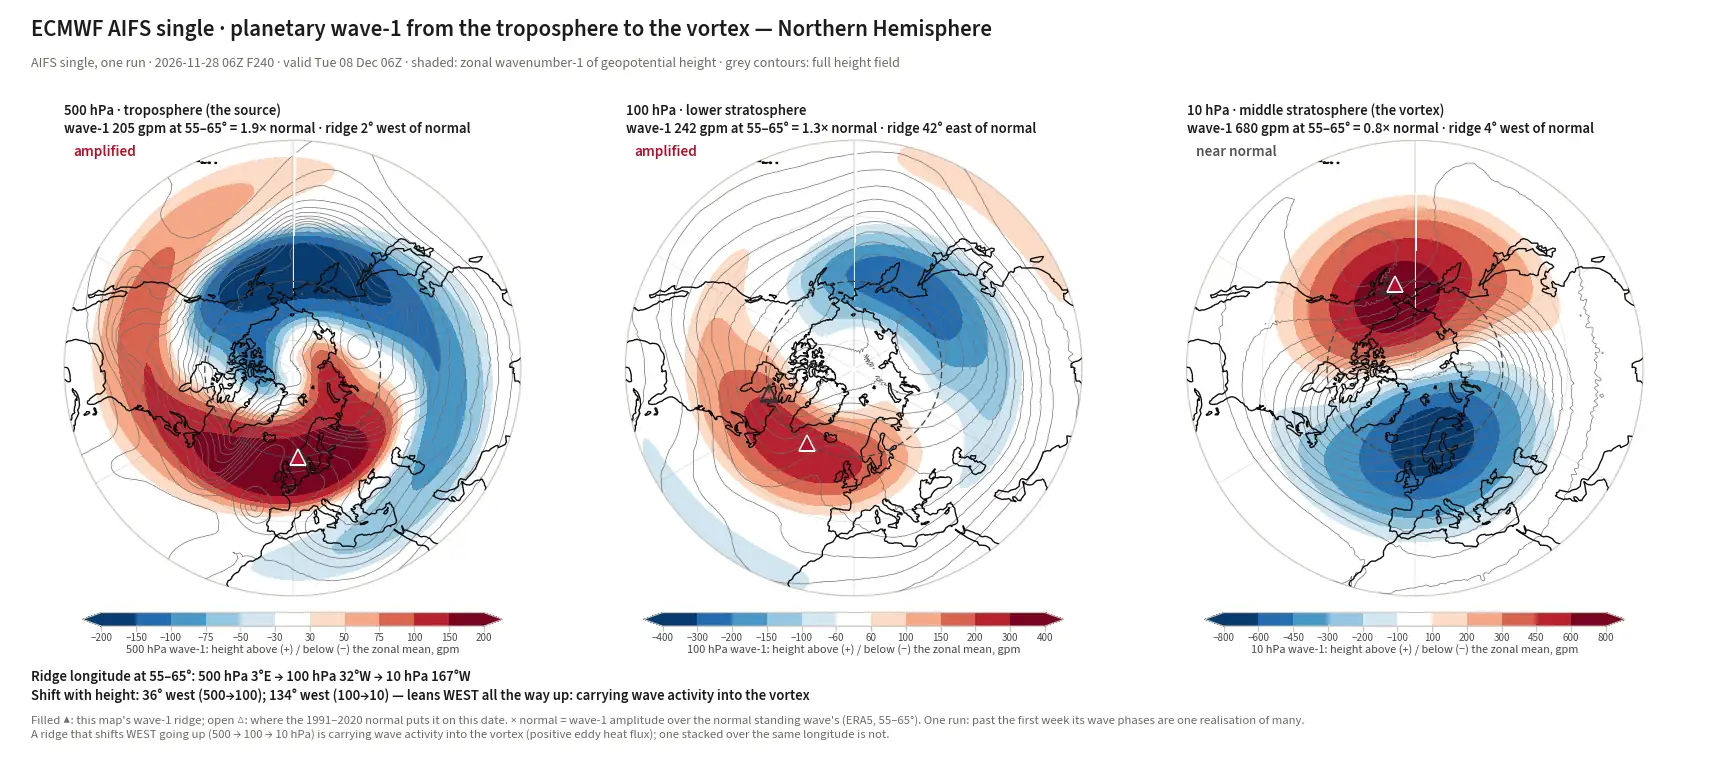 ECMWF AIFS single · planetary wave-1 from the troposphere to the vortex — Northern Hemisphere
AIFS single, one run · 2026-11-28 06Z F240 · valid Tue 08 Dec 06Z · shaded: zonal wavenumber-1 of geopotential height · grey contours: full height field
500 hPa · troposphere (the source)
wave-1 205 gpm at 55–65° = 1.9× normal · ridge 2° west of normal
amplified
100 hPa · lower stratosphere
wave-1 242 gpm at 55–65° = 1.3× normal · ridge 42° east of normal
amplified
10 hPa · middle stratosphere (the vortex)
wave-1 680 gpm at 55–65° = 0.8× normal · ridge 4° west of normal
near normal
−200 −150 −100 −75 −50 −30 30 50 75 100 150 200
500 hPa wave-1: height above (+) / below (−) the zonal mean, gpm
−400 −300 −200 −150 −100 −60 60 100 150 200 300 400
100 hPa wave-1: height above (+) / below (−) the zonal mean, gpm
−800 −600 −450 −300 −200 −100 100 200 300 450 600 800
10 hPa wave-1: height above (+) / below (−) the zonal mean, gpm
Ridge longitude at 55–65°: 500 hPa 3°E → 100 hPa 32°W → 10 hPa 167°W
Shift with height: 36° west (500→100); 134° west (100→10) — leans WEST all the way up: carrying wave activity into the vortex
Filled ▲: this map's wave-1 ridge; open △: where the 1991–2020 normal puts it on this date. × normal = wave-1 amplitude over the normal standing wave's (ERA5, 55–65°). One run: past the first week its wave phases are one realisation of many.
A ridge that shifts WEST going up (500 → 100 → 10 hPa) is carrying wave activity into the vortex (positive eddy heat flux); one stacked over the same longitude is not.